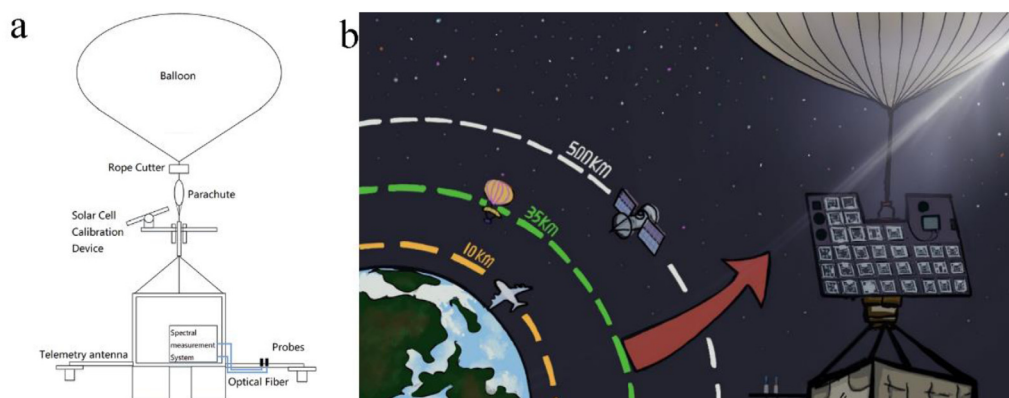 a
Balloon
Rope Cutter
Parachute
Solar Cell
Calibration
Device
Spectral
measurement
System
Telemetry antenna
Probes
Optical Fiber
b
500KM
35KM
10KM